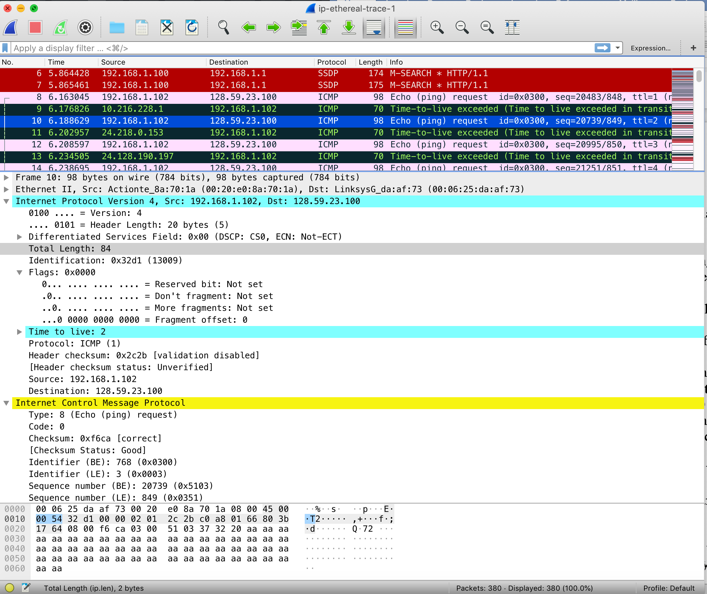 ip-ethereal-trace-1
Apply a display filter ... <⌘/>
Expression... +
No. Time Source Destination Protocol Length Info
6 5.864428 192.168.1.100 192.168.1.1 SSDP 174 M-SEARCH * HTTP/1.1
7 5.865461 192.168.1.100 192.168.1.1 SSDP 175 M-SEARCH * HTTP/1.1
8 6.163045 192.168.1.102 128.59.23.100 ICMP 98 Echo (ping) request id=0x0300, seq=20483/848, ttl=1 (n
9 6.176826 10.216.228.1 192.168.1.102 ICMP 70 Time-to-live exceeded (Time to live exceeded in transit
10 6.188629 192.168.1.102 128.59.23.100 ICMP 98 Echo (ping) request id=0x0300, seq=20739/849, ttl=2 (n
11 6.202957 24.218.0.153 192.168.1.102 ICMP 70 Time-to-live exceeded (Time to live exceeded in transit
12 6.208597 192.168.1.102 128.59.23.100 ICMP 98 Echo (ping) request id=0x0300, seq=20995/850, ttl=3 (n
13 6.234505 24.128.190.197 192.168.1.102 ICMP 70 Time-to-live exceeded (Time to live exceeded in transit
14 6.238695 192.168.1.102 128.59.23.100 ICMP 98 Echo (ping) request id=0x0300, seq=21251/851, ttl=4 (n
Frame 10: 98 bytes on wire (784 bits), 98 bytes captured (784 bits)
Ethernet II, Src: Actionte_8a:70:1a (00:20:e0:8a:70:1a), Dst: LinksysG_da:af:73 (00:06:25:da:af:73)
Internet Protocol Version 4, Src: 192.168.1.102, Dst: 128.59.23.100
0100 .... = Version: 4
.... 0101 = Header Length: 20 bytes (5)
Differentiated Services Field: 0x00 (DSCP: CS0, ECN: Not-ECT)
Total Length: 84
Identification: 0x32d1 (13009)
Flags: 0x0000
0... .... .... .... = Reserved bit: Not set
.0.. .... .... .... = Don't fragment: Not set
..0. .... .... .... = More fragments: Not set
...0 0000 0000 0000 = Fragment offset: 0
Time to live: 2
Protocol: ICMP (1)
Header checksum: 0x2c2b [validation disabled]
[Header checksum status: Unverified]
Source: 192.168.1.102
Destination: 128.59.23.100
Internet Control Message Protocol
Type: 8 (Echo (ping) request)
Code: 0
Checksum: 0xf6ca [correct]
[Checksum Status: Good]
Identifier (BE): 768 (0x0300)
Identifier (LE): 3 (0x0003)
Sequence number (BE): 20739 (0x5103)
Sequence number (LE): 849 (0x0351)
0000 00 06 25 da af 73 00 20 e0 8a 70 1a 08 00 45 00 ··%··s· ··p···E·
0010 00 54 32 d1 00 00 02 01 2c 2b c0 a8 01 66 80 3b ·T2····· ,+···f·;
0020 17 64 08 00 f6 ca 03 00 51 03 37 32 20 aa aa aa ·d······ Q·72 ···
0030 aa aa aa aa aa aa aa aa aa aa aa aa aa aa aa aa ········ ········
0040 aa aa aa aa aa aa aa aa aa aa aa aa aa aa aa aa ········ ········
0050 aa aa aa aa aa aa aa aa aa aa aa aa aa aa aa aa ········ ········
0060 aa aa ··
Total Length (ip.len), 2 bytes
Packets: 380 · Displayed: 380 (100.0%)
Profile: Default